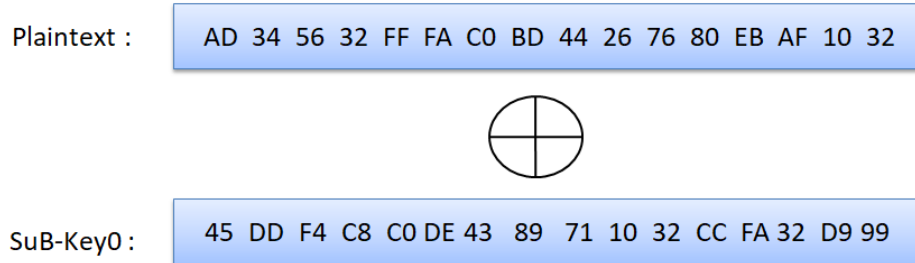 Plaintext : AD 34 56 32 FF FA C0 BD 44 26 76 80 EB AF 10 32
SuB-Key0 : 45 DD F4 C8 C0 DE 43 89 71 10 32 CC FA 32 D9 99